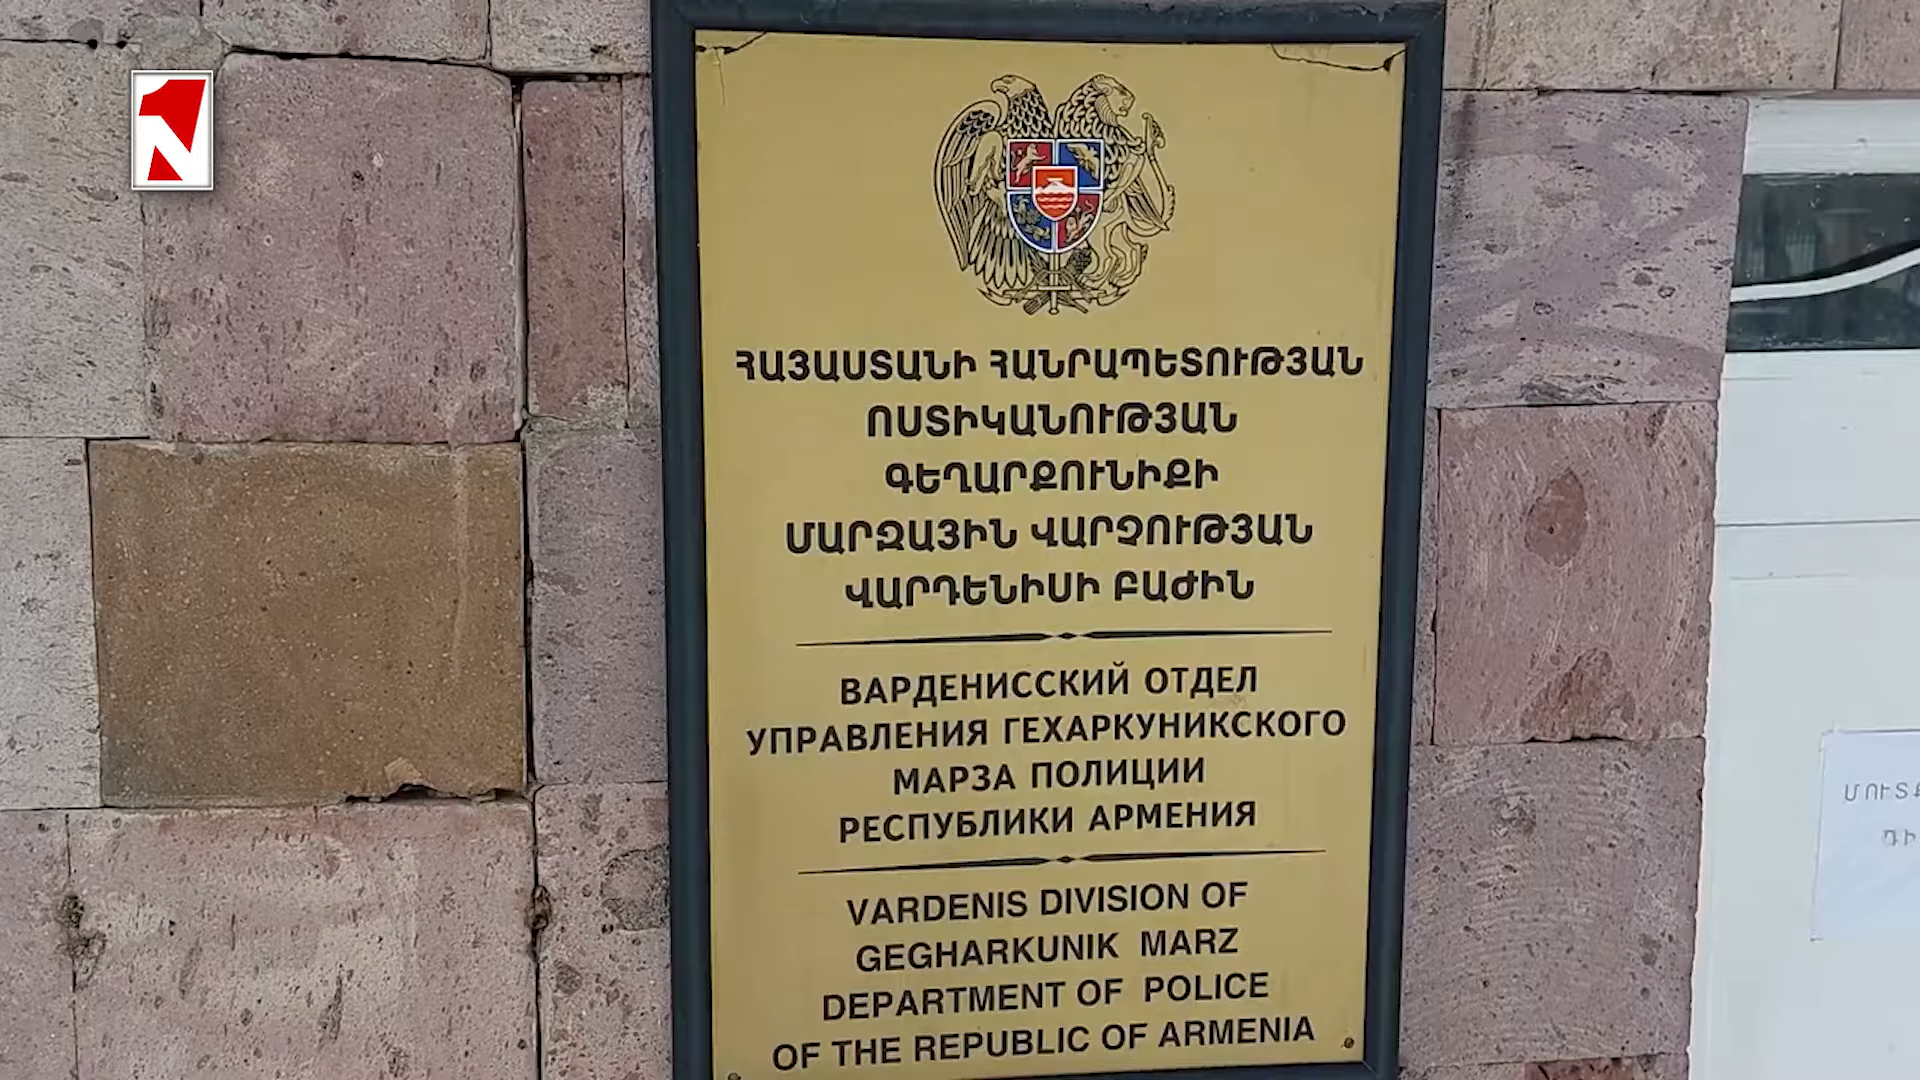 ՀԱՅԱՍՏԱՆԻ ՀԱՆՐԱՊԵՏՈՒԹՅԱՆ
ՈՍՏԻԿԱՆՈՒԹՅԱՆ
ԳԵՂԱՐՔՈՒՆԻՔԻ
ՄԱՐԶԱՅԻՆ ՎԱՐՉՈՒԹՅԱՆ
ՎԱՐԴԵՆԻՍԻ ԲԱԺԻՆ
ВАРДЕНИССКИЙ ОТДЕЛ
УПРАВЛЕНИЯ ГЕХАРКУНИКСКОГО
МАРЗА ПОЛИЦИИ
РЕСПУБЛИКИ АРМЕНИЯ
VARDENIS DIVISION OF
GEGHARKUNIK MARZ
DEPARTMENT OF POLICE
OF THE REPUBLIC OF ARMENIA